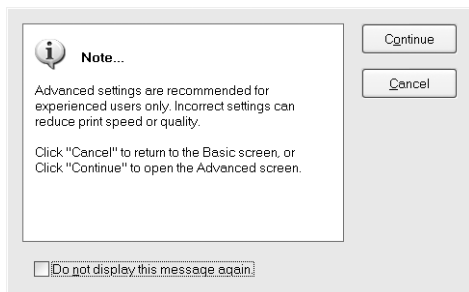 Note...
Continue
Cancel
Advanced settings are recommended for
experienced users only. Incorrect settings can
reduce print speed or quality.
Click "Cancel" to return to the Basic screen, or
Click "Continue" to open the Advanced screen.
Do not display this message again.